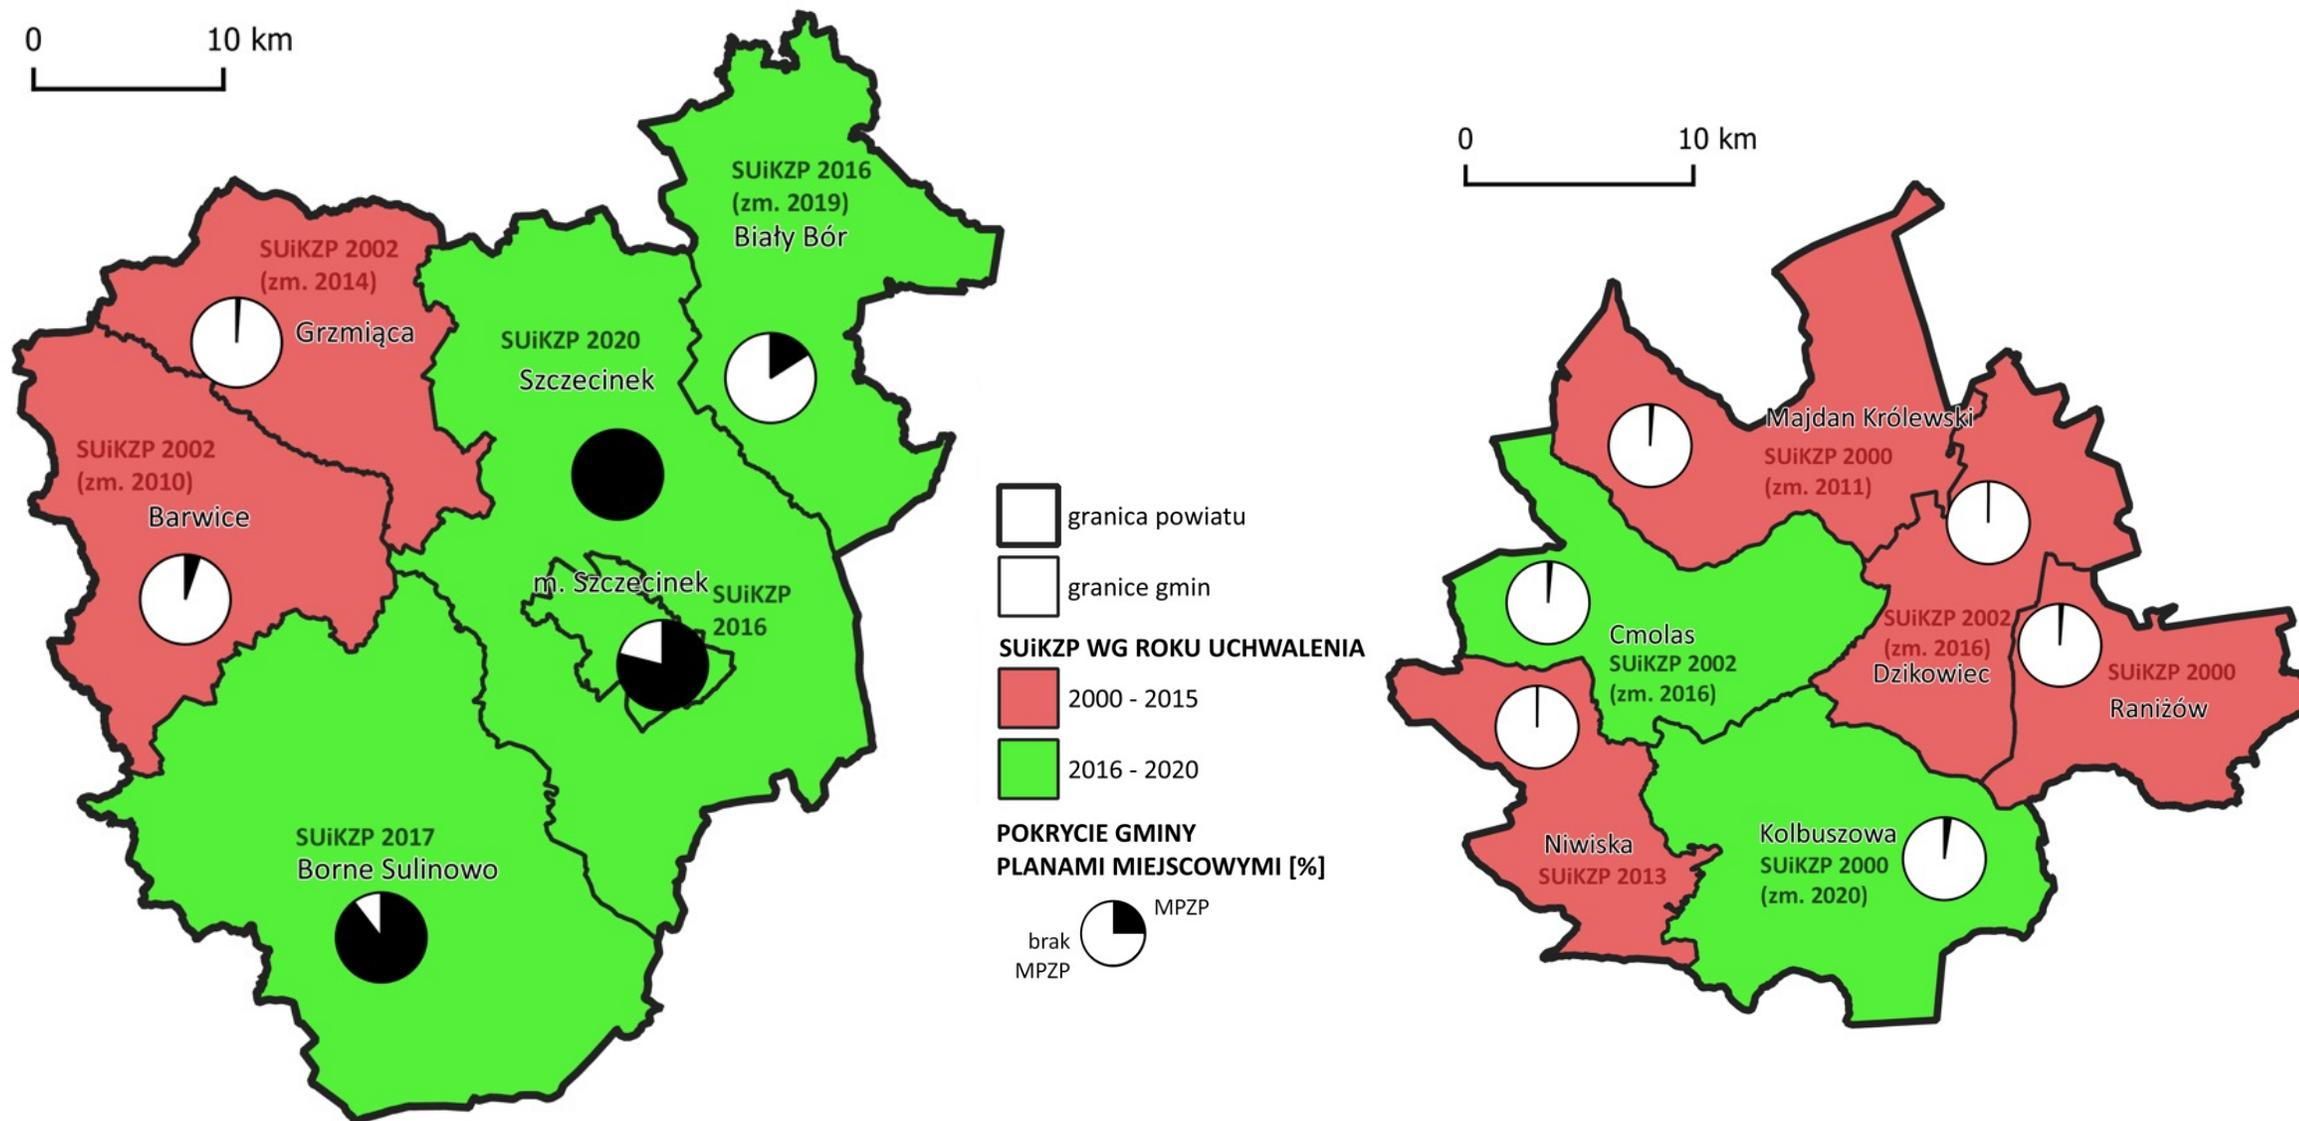 0 10 km
SUiKZP 2016
(zm. 2019)
Biały Bór
SUiKZP 2002
(zm. 2014)
Grzmiąca
SUiKZP 2020
Szczecinek
SUiKZP 2002
(zm. 2010)
Barwice
m. Szczecinek
SUiKZP
2016
SUiKZP 2017
Borne Sulinowo
granica powiatu
granice gmin
SUiKZP WG ROKU UCHWALENIA
2000 - 2015
2016 - 2020
POKRYCIE GMINY
PLANAMI MIEJSCOWYMI [%]
MPZP
brak
MPZP
0 10 km
Majdan Królewski
SUiKZP 2000
(zm. 2011)
Cmolas
SUiKZP 2002
(zm. 2016)
SUiKZP 2002
(zm. 2016)
Dzikowiec
SUiKZP 2000
Raniżów
Niwiska
SUiKZP 2013
Kolbuszowa
SUiKZP 2000
(zm. 2020)